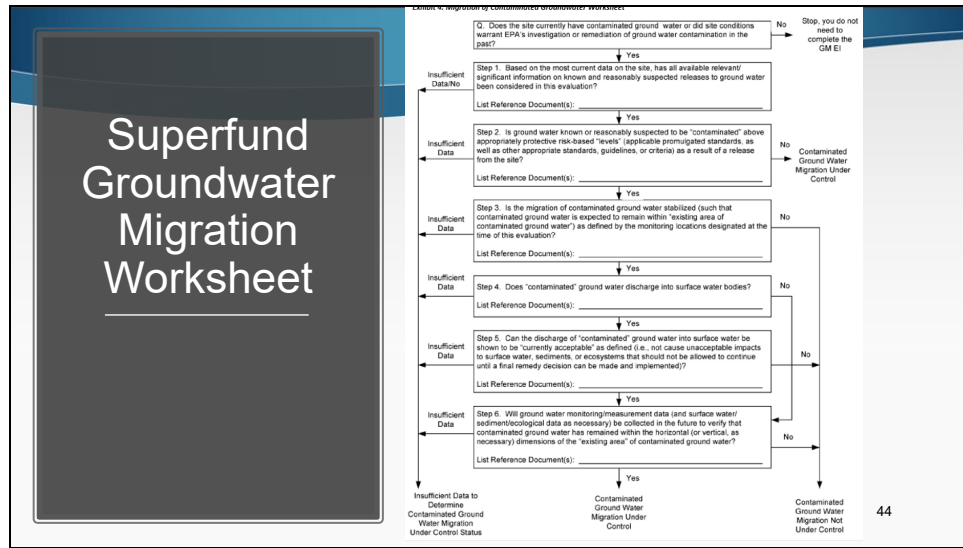 Exhibit 4. Migration of Contaminated Groundwater Worksheet
Superfund
Groundwater
Migration
Worksheet
Q. Does the site currently have contaminated ground water or did site conditions
warrant EPA's investigation or remediation of ground water contamination in the
past?
No
Stop, you do not
need to
complete the
GM EI
Yes
Insufficient
Data/No
Step 1. Based on the most current data on the site, has all available relevant/
significant information on known and reasonably suspected releases to ground water
been considered in this evaluation?
List Reference Document(s):
Yes
Insufficient
Data
Step 2. Is ground water known or reasonably suspected to be "contaminated" above
appropriately protective risk-based "levels" (applicable promulgated standards, as
well as other appropriate standards, guidelines, or criteria) as a result of a release
from the site?
List Reference Document(s):
No
Contaminated
Ground Water
Migration Under
Control
Yes
Insufficient
Data
Step 3. Is the migration of contaminated ground water stabilized (such that
contaminated ground water is expected to remain within "existing area of
contaminated ground water") as defined by the monitoring locations designated at the
time of this evaluation?
List Reference Document(s):
No
Yes
Insufficient
Data
Step 4. Does "contaminated" ground water discharge into surface water bodies?
List Reference Document(s):
No
Yes
Insufficient
Data
Step 5. Can the discharge of "contaminated" ground water into surface water be
shown to be "currently acceptable" as defined (i.e., not cause unacceptable impacts
to surface water, sediments, or ecosystems that should not be allowed to continue
until a final remedy decision can be made and implemented)?
List Reference Document(s):
No
Yes
Insufficient
Data
Step 6. Will ground water monitoring/measurement data (and surface water/
sediment/ecological data as necessary) be collected in the future to verify that
contaminated ground water has remained within the horizontal (or vertical, as
necessary) dimensions of the "existing area" of contaminated ground water?
List Reference Document(s):
No
Yes
Insufficient Data to
Determine
Contaminated Ground
Water Migration
Under Control Status
Contaminated
Ground Water
Migration Under
Control
Contaminated
Ground Water
Migration Not
Under Control
44